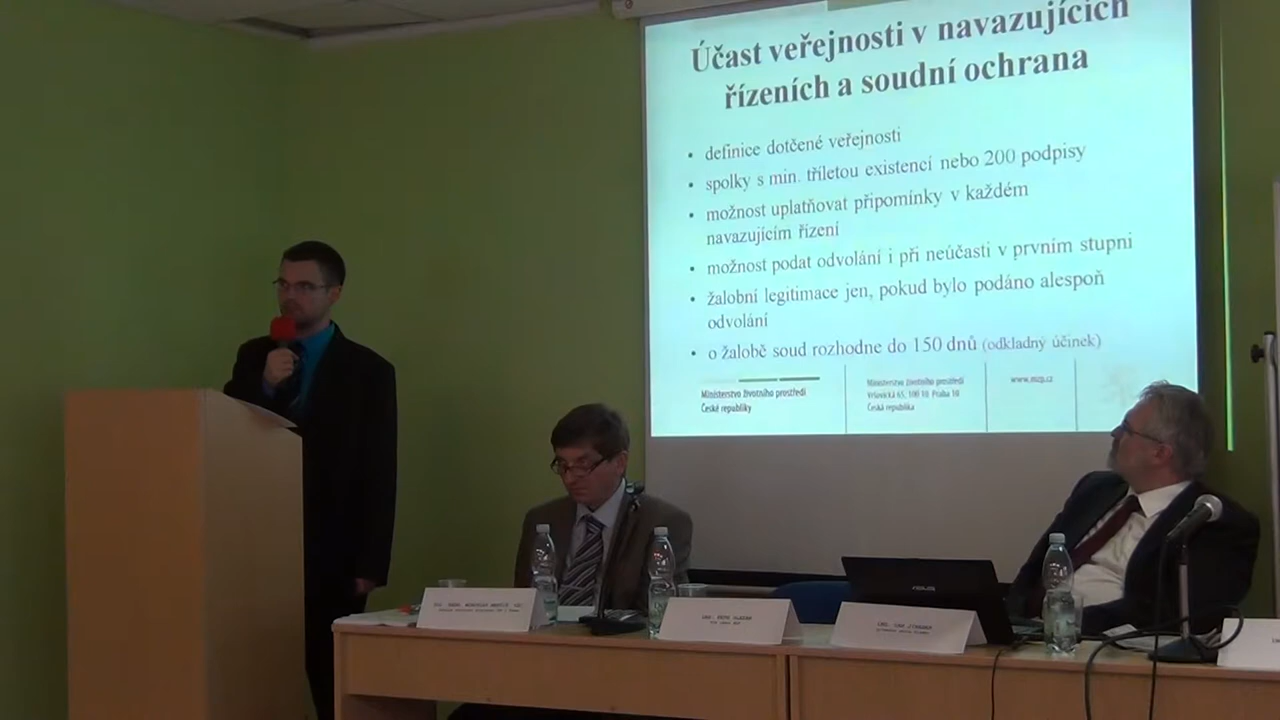 Účast veřejnosti v navazujících
řízeních a soudní ochrana
• definice dotčené veřejnosti
• spolky s min. tříletou existencí nebo 200 podpisy
• možnost uplatňovat připomínky v každém
navazujícím řízení
• možnost podat odvolání i při neúčasti v prvním stupni
• žalobní legitimace jen, pokud bylo podáno alespoň
odvolání
• o žalobě soud rozhodne do 150 dnů (odkladný účinek)
Ministerstvo životního prostředí
České republiky
Ministerstvo životního prostředí
Vršovická 65, 100 10 Praha 10
Česká republika
www.mzp.cz
ASUS